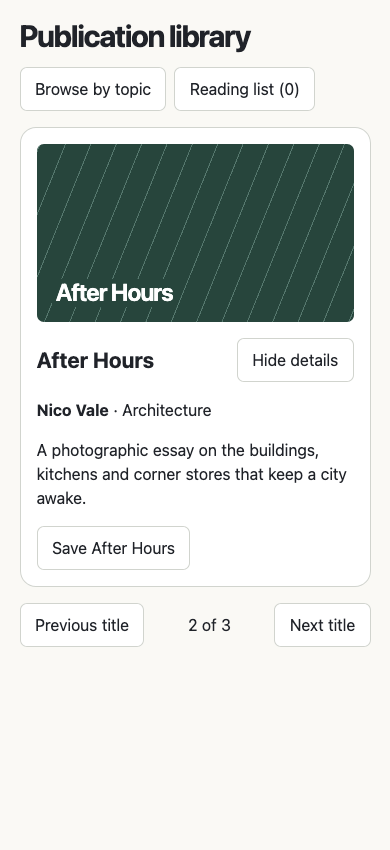 Publication library
Browse by topic
Reading list (0)
After Hours
After Hours
Hide details
Nico Vale · Architecture
A photographic essay on the buildings,
kitchens and corner stores that keep a city
awake.
Save After Hours
Previous title
2 of 3
Next title